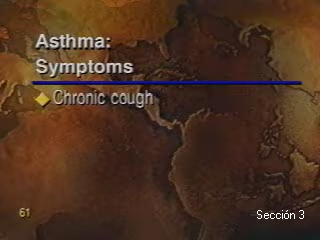 Asthma:
Symptoms
Chronic cough
61
Sección 3